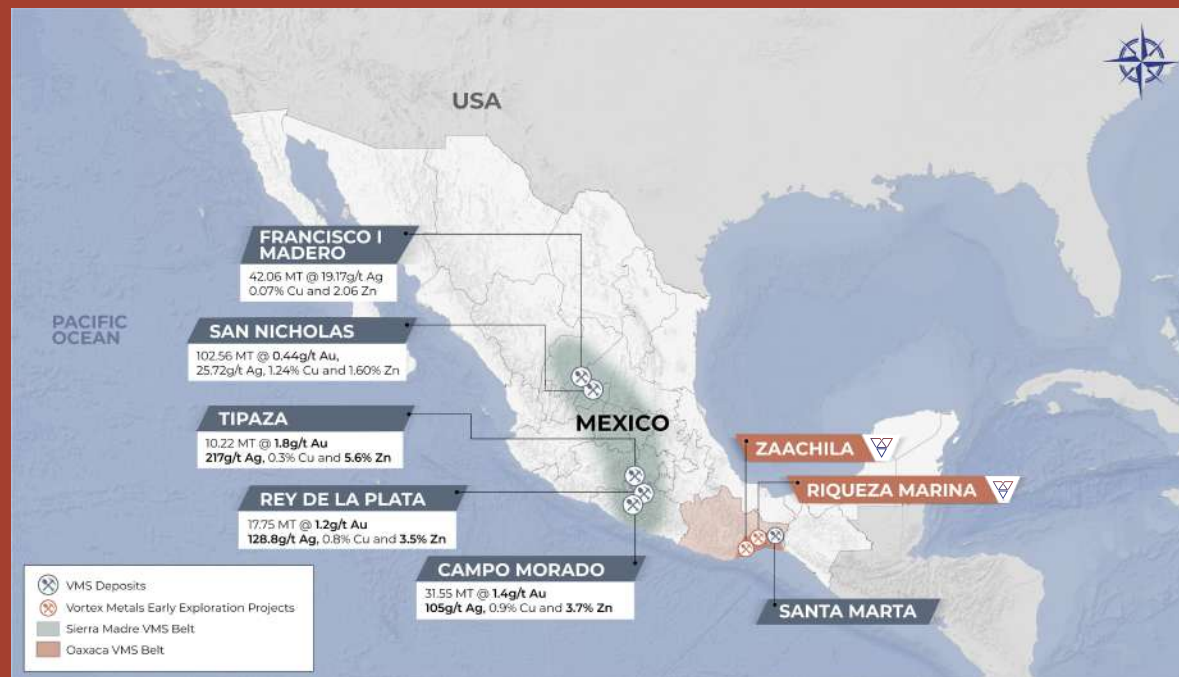 USA
FRANCISCO I
MADERO
42.06 MT @ 19.17g/t Ag
0.07% Cu and 2.06 Zn
PACIFIC
OCEAN
SAN NICHOLAS
102.56 MT @ 0.44g/t Au,
25.72g/t Ag, 1.24% Cu and 1.60% Zn
TIPAZA
10.22 MT @ 1.8g/t Au
217g/t Ag, 0.3% Cu and 5.6% Zn
MEXICO
ZAACHILA
RIQUEZA MARINA
REY DE LA PLATA
17.75 MT @ 1.2g/t Au
128.8g/t Ag, 0.8% Cu and 3.5% Zn
CAMPO MORADO
31.55 MT @ 1.4g/t Au
105g/t Ag, 0.9% Cu and 3.7% Zn
SANTA MARTA
VMS Deposits
Vortex Metals Early Exploration Projects
Sierra Madre VMS Belt
Oaxaca VMS Belt